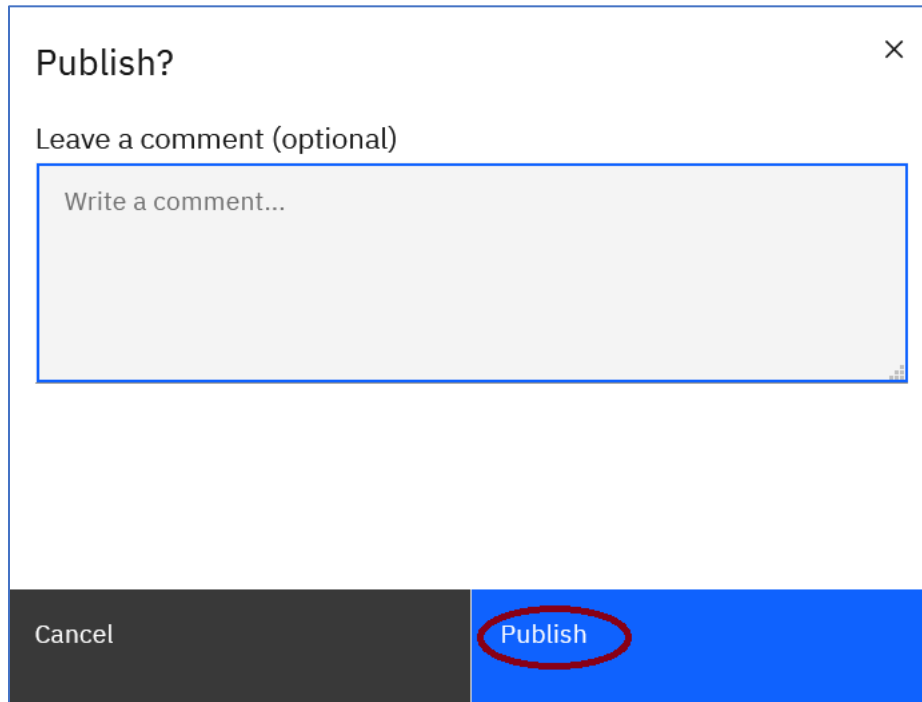 Publish?
Leave a comment (optional)
Write a comment...
Cancel
Publish